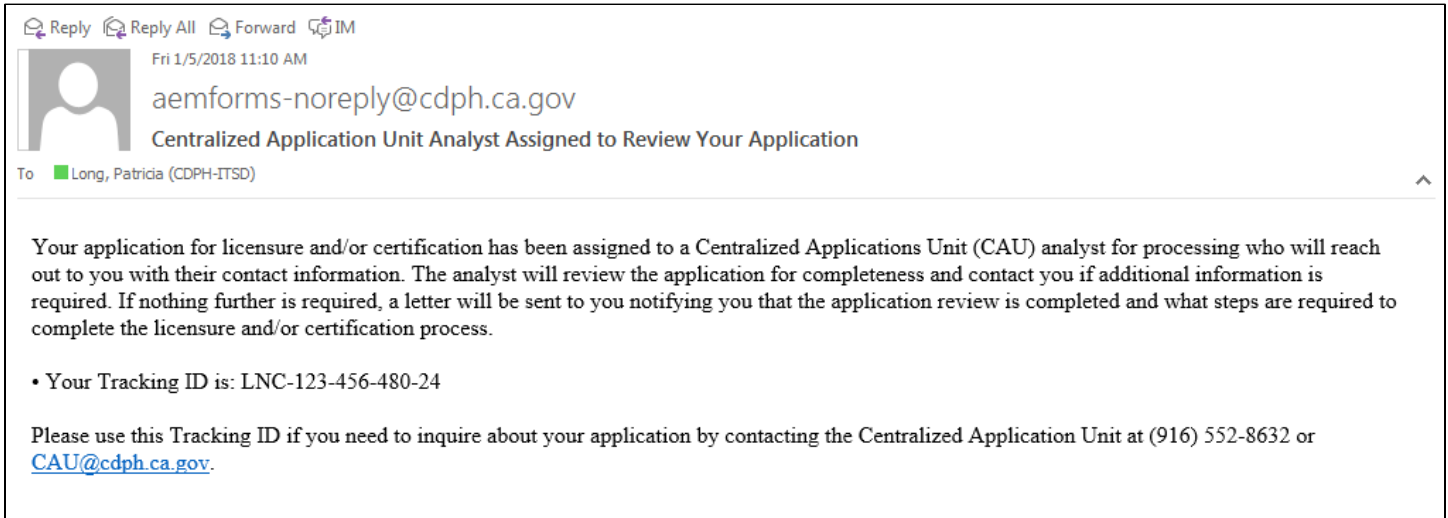 Reply Reply All Forward IM
Fri 1/5/2018 11:10 AM
aemforms-noreply@cdph.ca.gov
Centralized Application Unit Analyst Assigned to Review Your Application
To Long, Patricia (CDPH-ITSD)
Your application for licensure and/or certification has been assigned to a Centralized Applications Unit (CAU) analyst for processing who will reach
out to you with their contact information. The analyst will review the application for completeness and contact you if additional information is
required. If nothing further is required, a letter will be sent to you notifying you that the application review is completed and what steps are required to
complete the licensure and/or certification process.
• Your Tracking ID is: LNC-123-456-480-24
Please use this Tracking ID if you need to inquire about your application by contacting the Centralized Application Unit at (916) 552-8632 or
CAU@cdph.ca.gov.